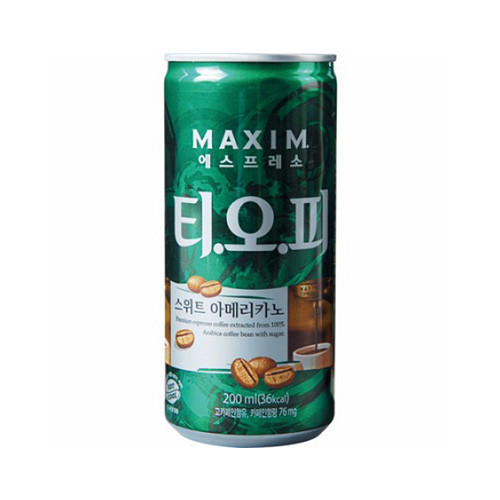 MAXIM
에스프레소
티.오.피
스위트 아메리카노
Premium espresso coffee extracted from 100%
Arabica coffee bean with sugar.
200 ml(36kcal)
고카페인함유, 카페인함량 76 mg